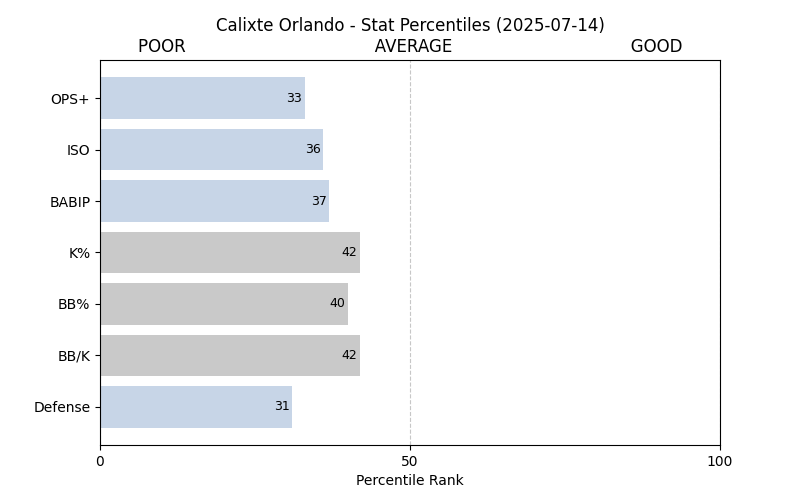 Calixte Orlando - Stat Percentiles (2025-07-14)
POOR AVERAGE GOOD
OPS+ 33
ISO 36
BABIP 37
K% 42
BB% 40
BB/K 42
Defense 31
0 50 100
Percentile Rank